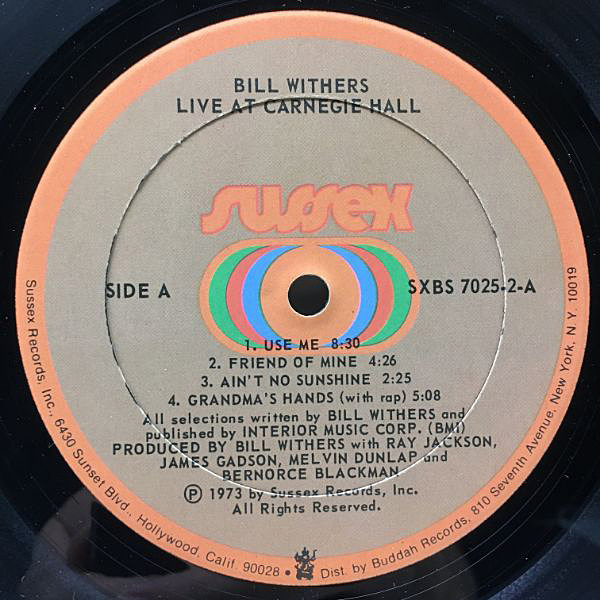 BILL WITHERS
LIVE AT CARNEGIE HALL
sussex
SIDE A
SXBS 7025-2-A
1. USE ME 8:30
2. FRIEND OF MINE 4:26
3. AIN'T NO SUNSHINE 2:25
4. GRANDMA'S HANDS (with rap) 5:08
All selections written by BILL WITHERS and
published by INTERIOR MUSIC CORP. (BMI)
PRODUCED BY BILL WITHERS with RAY JACKSON,
JAMES GADSON, MELVIN DUNLAP and
BERNORCE BLACKMAN
Ⓟ 1973 by Sussex Records, Inc.
All Rights Reserved.
Sussex Records, Inc., 6430 Sunset Blvd., Hollywood, Calif. 90028 • Dist. by Buddah Records, 810 Seventh Avenue, New York, N.Y. 10019